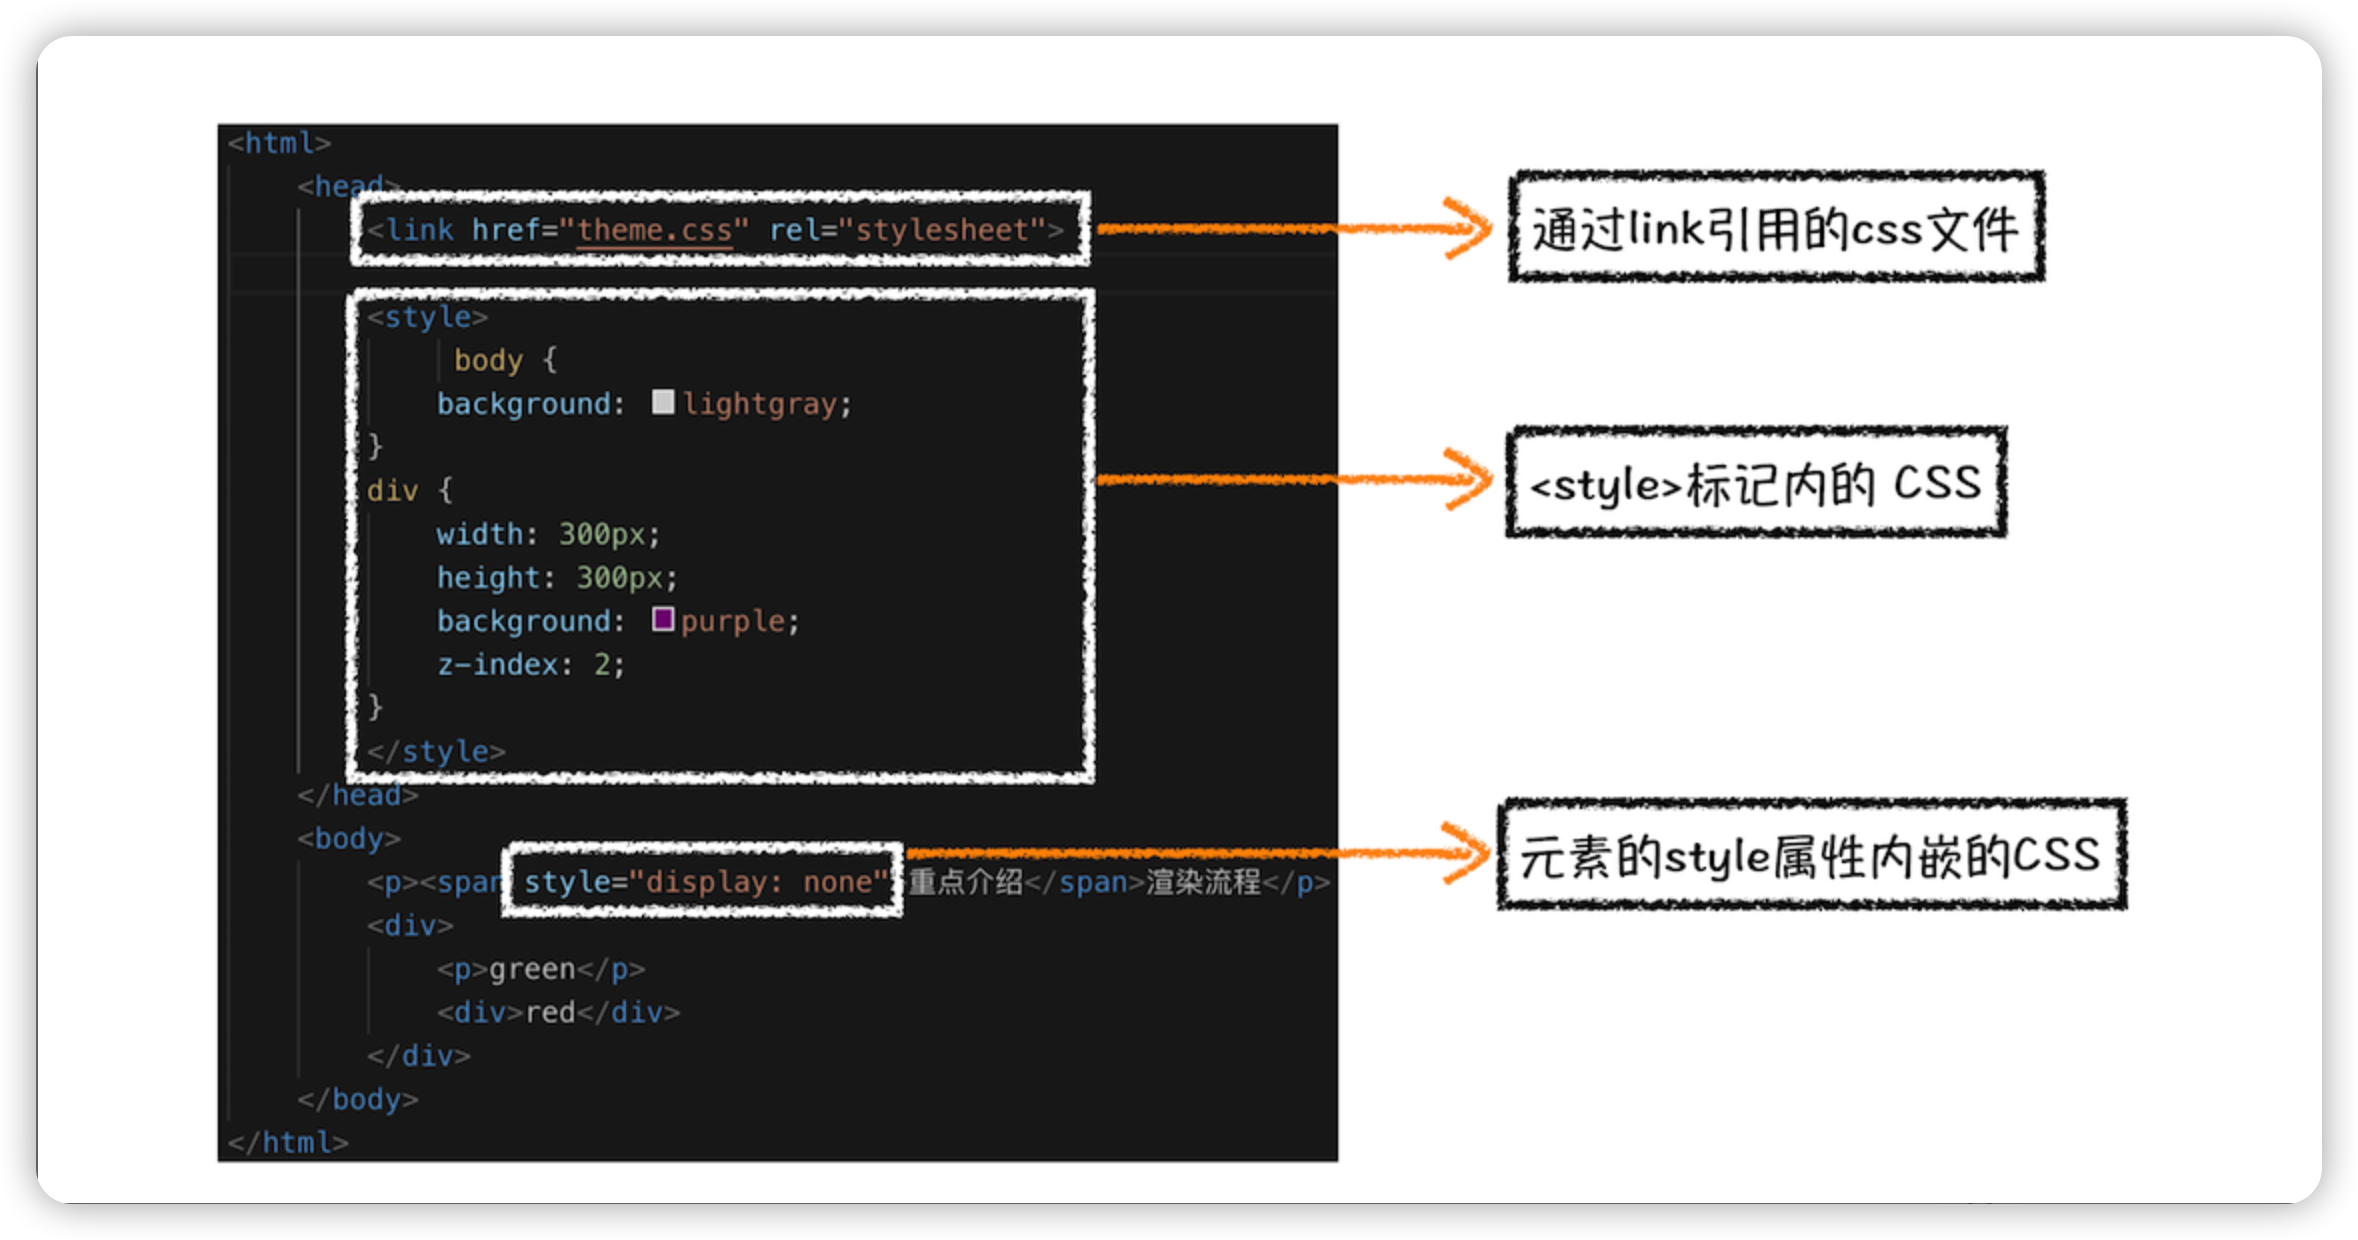 <html>
<head>
<link href="theme.css" rel="stylesheet">
通过link引用的css文件
<style>
body {
background: lightgray;
}
div {
<style>标记内的 CSS
width: 300px;
height: 300px;
background: purple;
z-index: 2;
}
</style>
</head>
<body>
<p><span style="display: none" 重点介绍</span>渲染流程</p>
元素的style属性内嵌的CSS
<div>
<p>green</p>
<div>red</div>
</div>
</body>
</html>